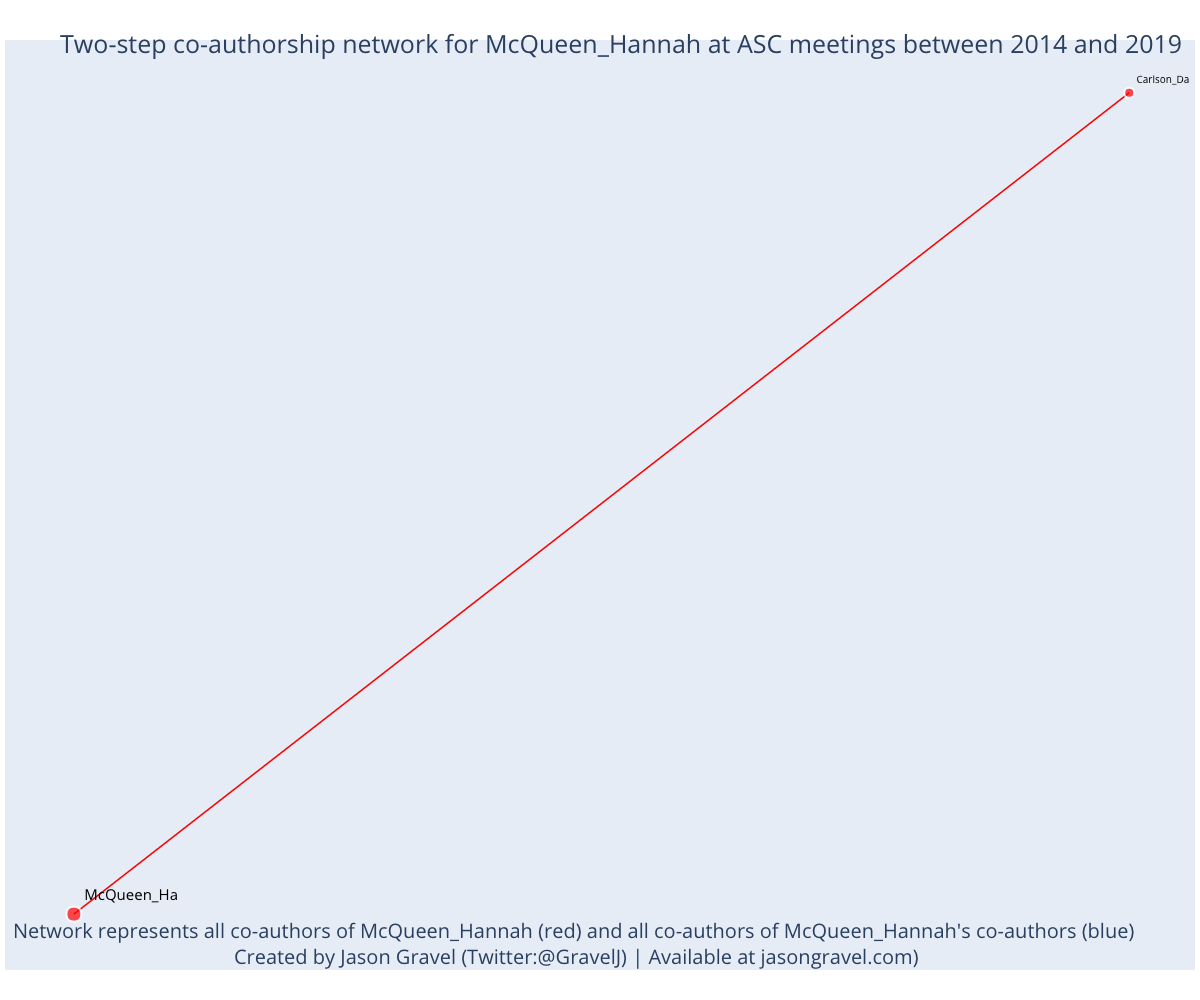 Two-step co-authorship network for McQueen_Hannah at ASC meetings between 2014 and 2019
Carlson_Da
McQueen_Ha
Network represents all co-authors of McQueen_Hannah (red) and all co-authors of McQueen_Hannah's co-authors (blue)
Created by Jason Gravel (Twitter:@GravelJ) | Available at jasongravel.com)